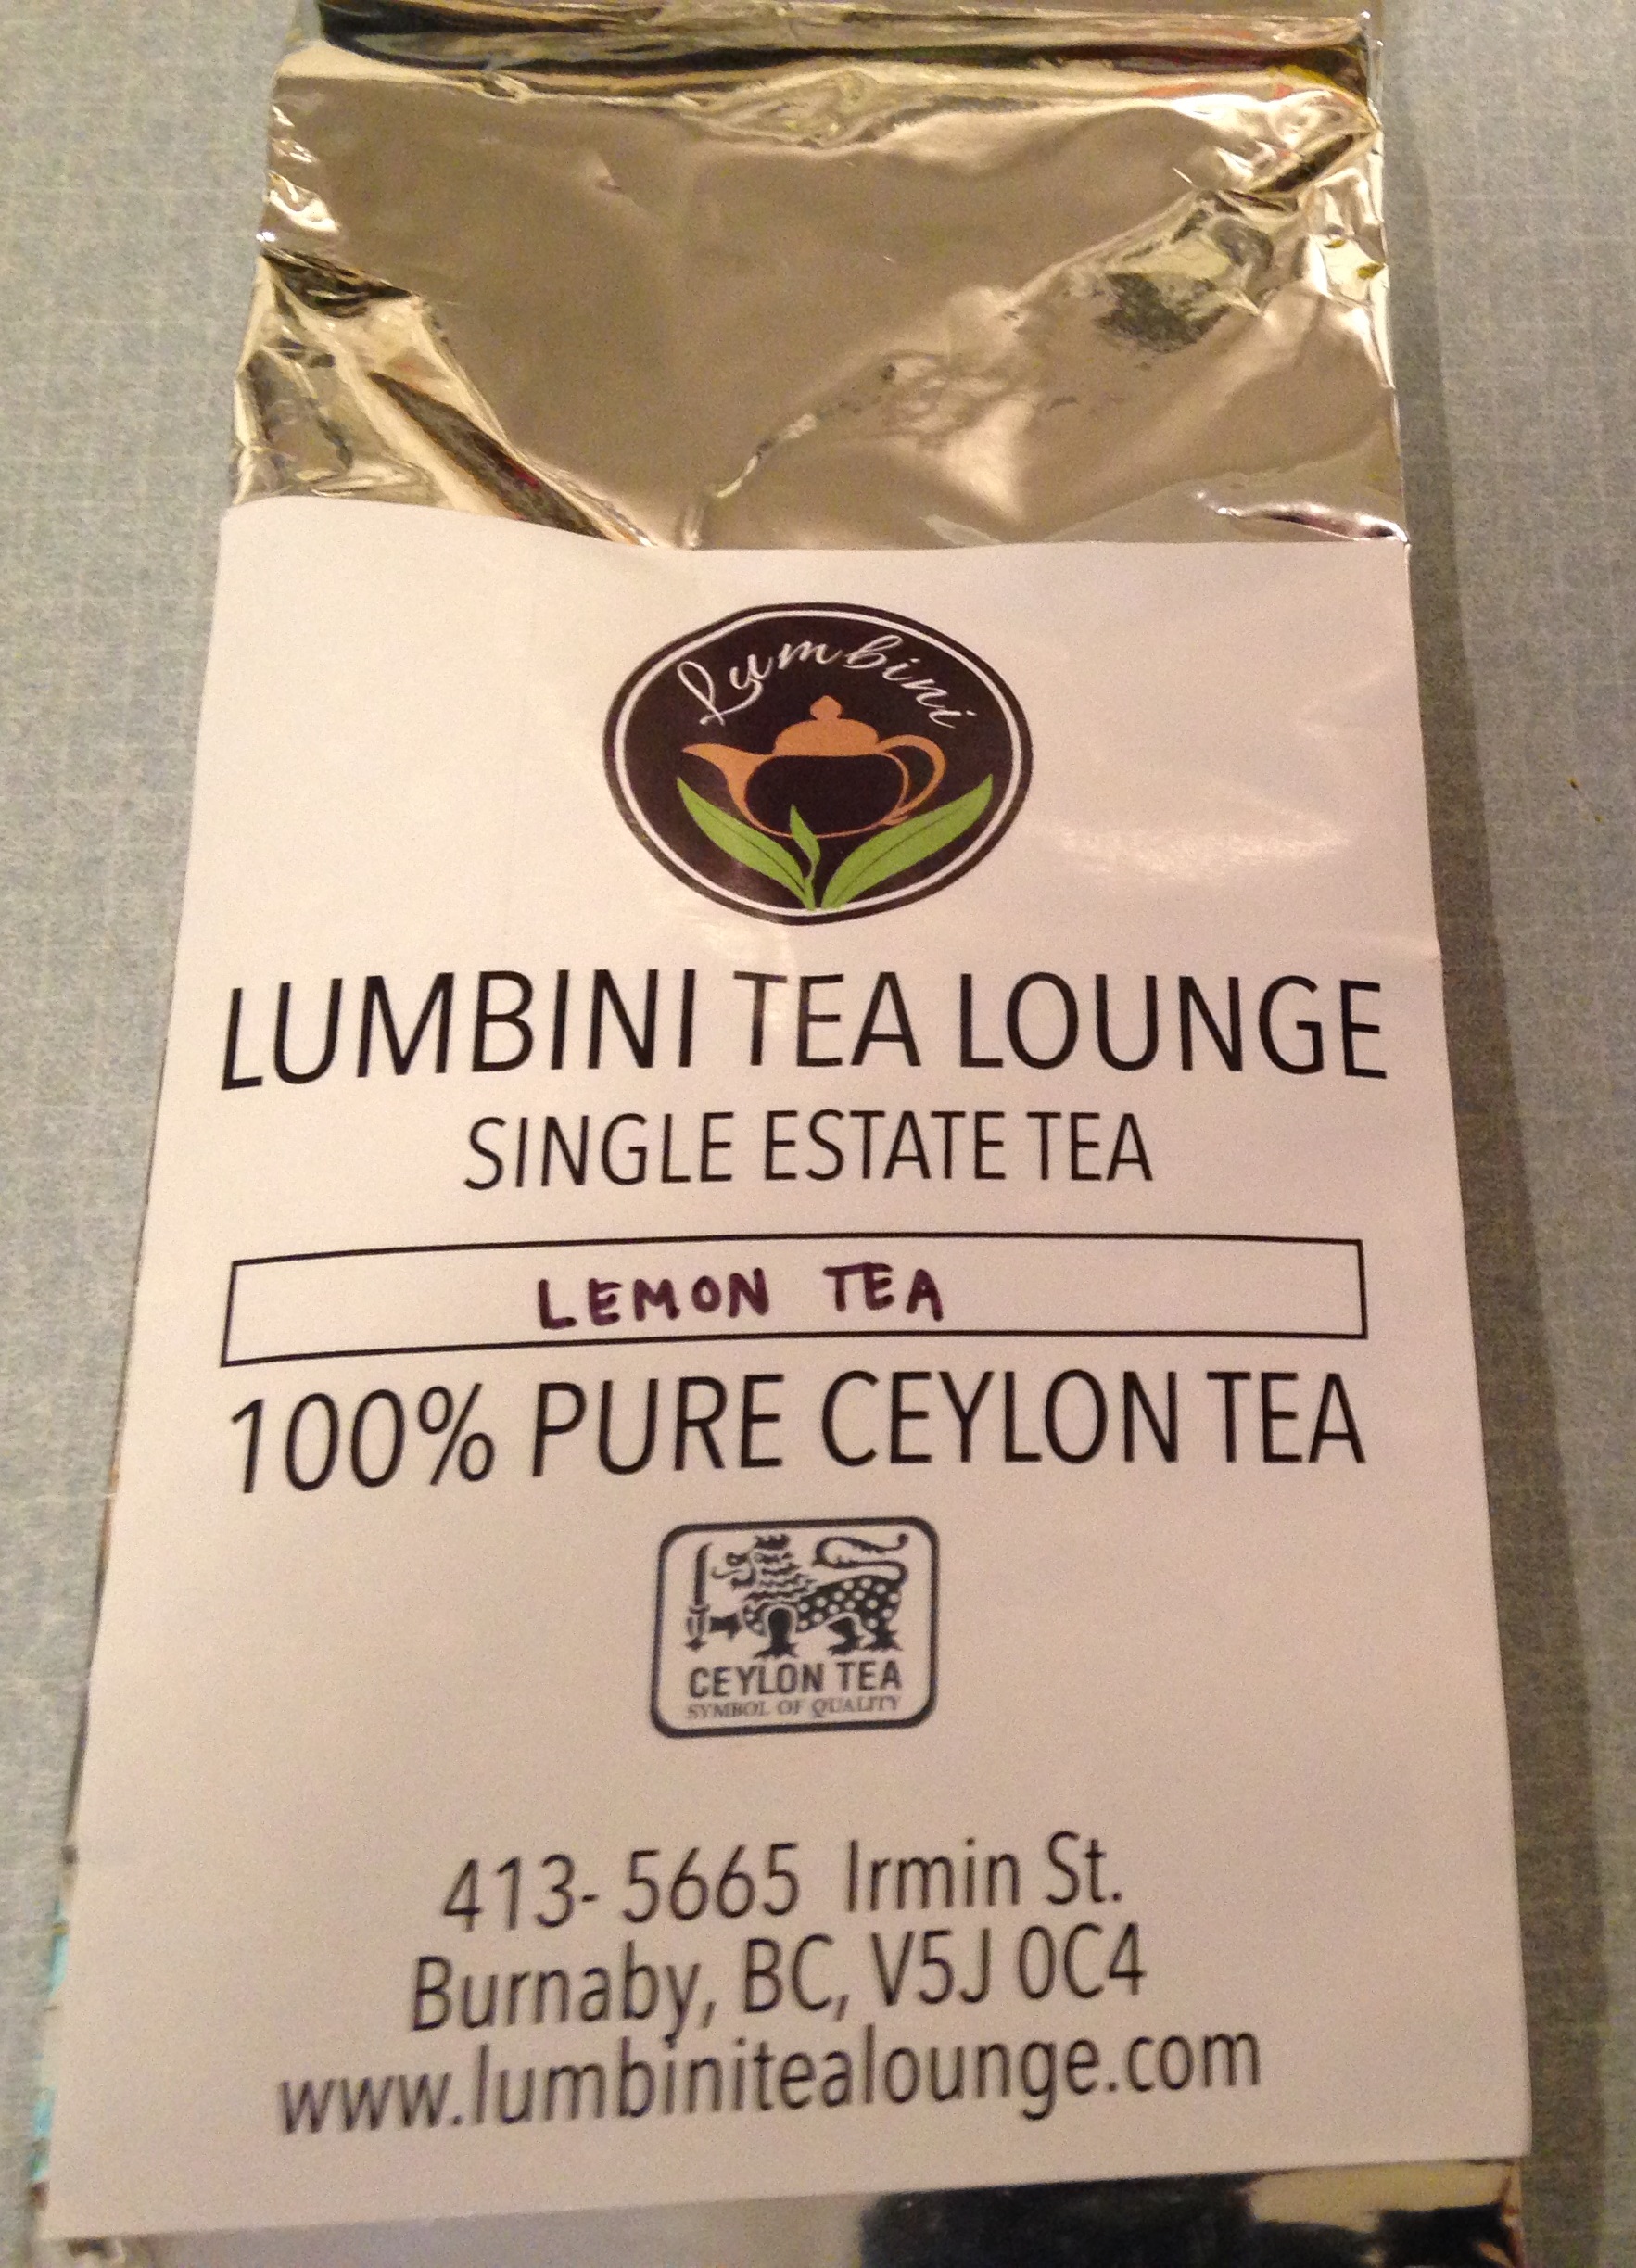 Lumbini
LUMBINI TEA LOUNGE
SINGLE ESTATE TEA
LEMON TEA
100% PURE CEYLON TEA
CEYLON TEA
SYMBOL OF QUALITY
413- 5665 Irmin St.
Burnaby, BC, V5J 0C4
www.lumbinitealounge.com